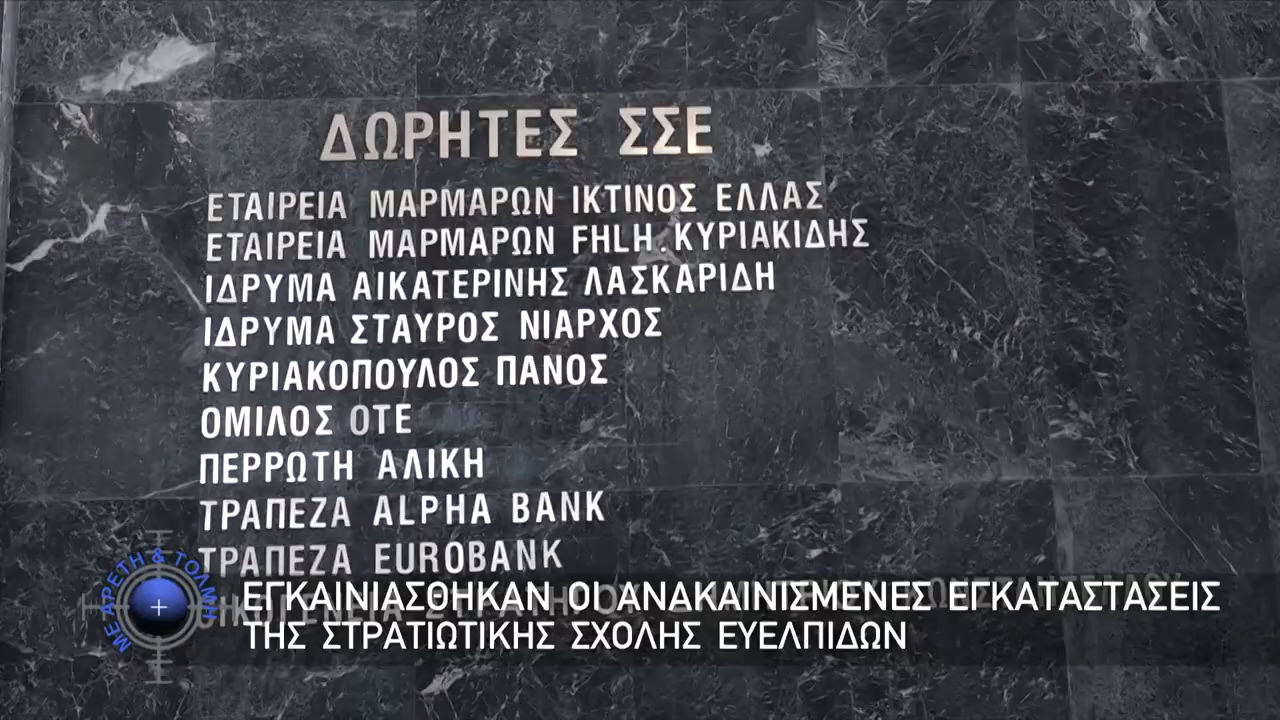 ΔΩΡΗΤΕΣ ΣΣΕ
ΕΤΑΙΡΕΙΑ ΜΑΡΜΑΡΩΝ ΙΚΤΙΝΟΣ ΕΛΛΑΣ
ΕΤΑΙΡΕΙΑ ΜΑΡΜΑΡΩΝ FHLH.ΚΥΡΙΑΚΙΔΗΣ
ΙΔΡΥΜΑ ΑΙΚΑΤΕΡΙΝΗΣ ΛΑΣΚΑΡΙΔΗ
ΙΔΡΥΜΑ ΣΤΑΥΡΟΣ ΝΙΑΡΧΟΣ
ΚΥΡΙΑΚΟΠΟΥΛΟΣ ΠΑΝΟΣ
ΟΜΙΛΟΣ ΟΤΕ
ΠΕΡΡΩΤΗ ΑΛΙΚΗ
ΤΡΑΠΕΖΑ ALPHA BANK
ΤΡΑΠΕΖΑ EUROBANK
ΜΕ ΑΡΕΤΗ & ΤΟΛΜΗ
ΕΓΚΑΙΝΙΑΣΘΗΚΑΝ ΟΙ ΑΝΑΚΑΙΝΙΣΜΕΝΕΣ ΕΓΚΑΤΑΣΤΑΣΕΙΣ
ΤΗΣ ΣΤΡΑΤΙΩΤΙΚΗΣ ΣΧΟΛΗΣ ΕΥΕΛΠΙΔΩΝ